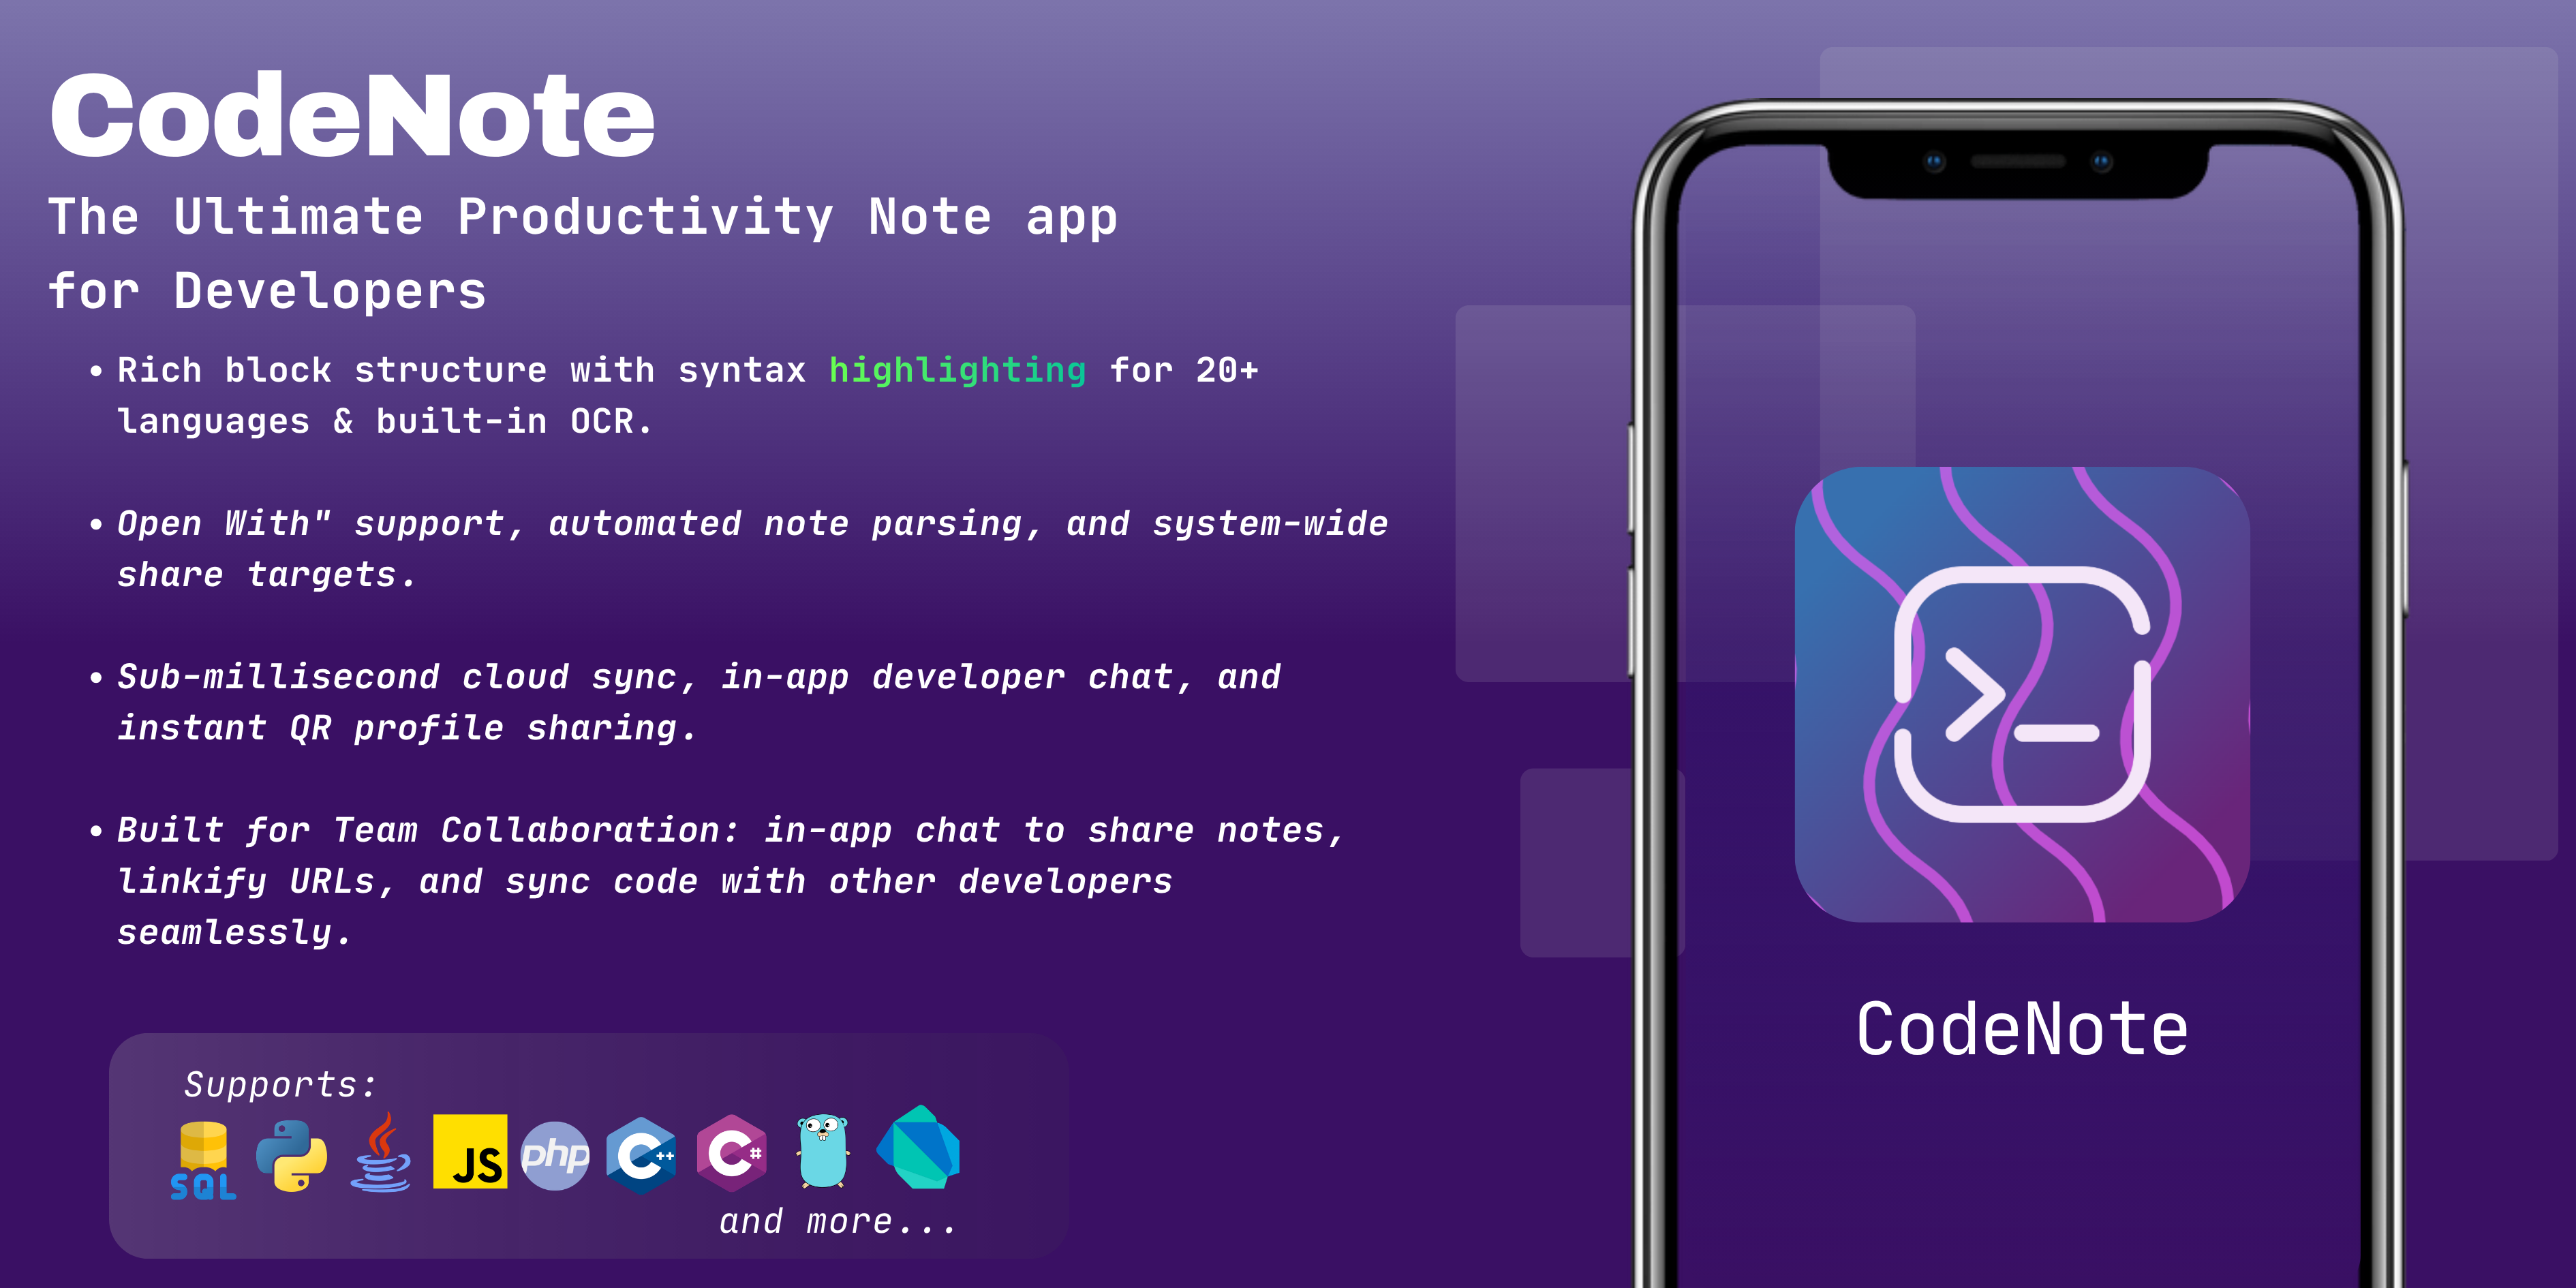 CodeNote
The Ultimate Productivity Note app
for Developers
• Rich block structure with syntax highlighting for 20+
languages & built-in OCR.
• Open With" support, automated note parsing, and system-wide
share targets.
• Sub-millisecond cloud sync, in-app developer chat, and
instant QR profile sharing.
• Built for Team Collaboration: in-app chat to share notes,
linkify URLs, and sync code with other developers
seamlessly.
Supports:
SQL JS php C++ C#
and more...
>_
CodeNote